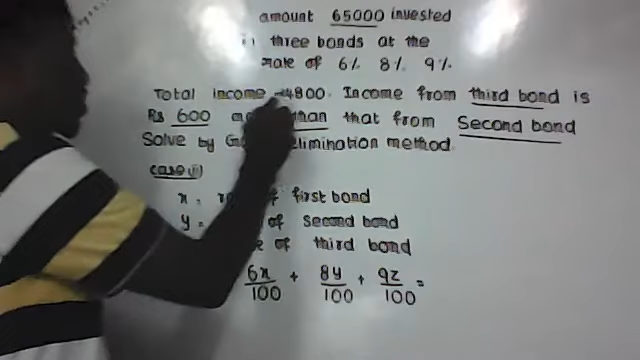 amount 65000 invested
three bonds at the
rate of 6% 8% 9%
Total income 4800. Income from third bond is
Rs 600 than that from Second bond
Solve by elimination method
case (i)
x = of first bond
y = of second bond
of third bond
6x/100 + 8y/100 + 9z/100 =